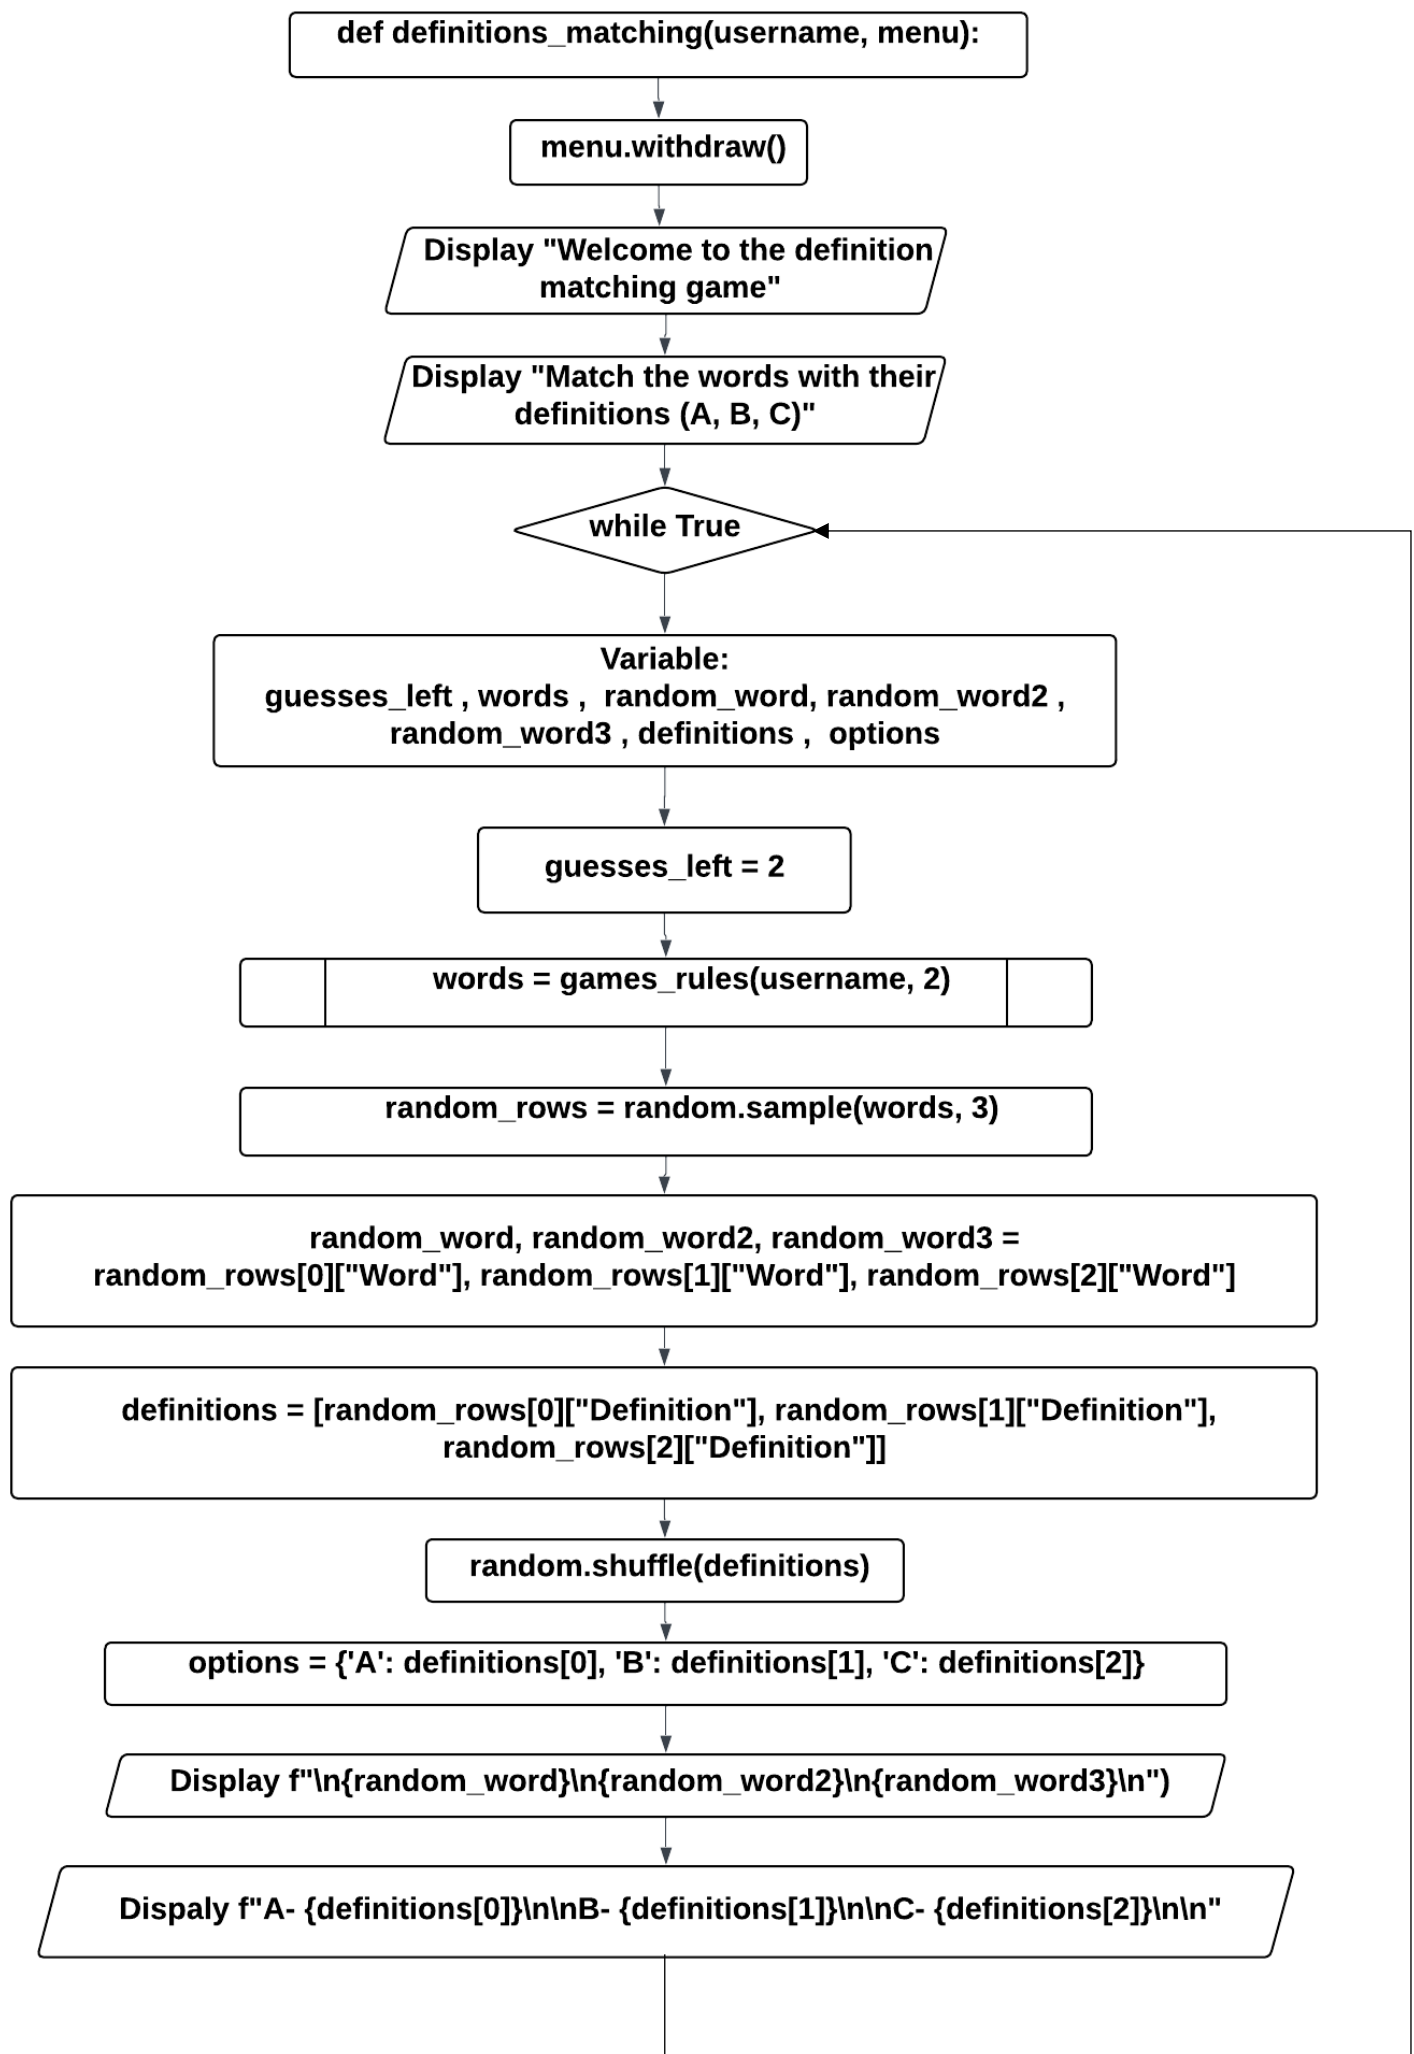 def definitions_matching(username, menu):
menu.withdraw()
Display "Welcome to the definition
matching game"
Display "Match the words with their
definitions (A, B, C)"
while True
Variable:
guesses_left , words ,  random_word, random_word2 ,
random_word3 , definitions ,  options
guesses_left = 2
words = games_rules(username, 2)
random_rows = random.sample(words, 3)
random_word, random_word2, random_word3 =
random_rows[0]["Word"], random_rows[1]["Word"], random_rows[2]["Word"]
definitions = [random_rows[0]["Definition"], random_rows[1]["Definition"],
random_rows[2]["Definition"]]
random.shuffle(definitions)
options = {'A': definitions[0], 'B': definitions[1], 'C': definitions[2]}
Display f"\n{random_word}\n{random_word2}\n{random_word3}\n")
Dispaly f"A- {definitions[0]}\n\nB- {definitions[1]}\n\nC- {definitions[2]}\n\n"